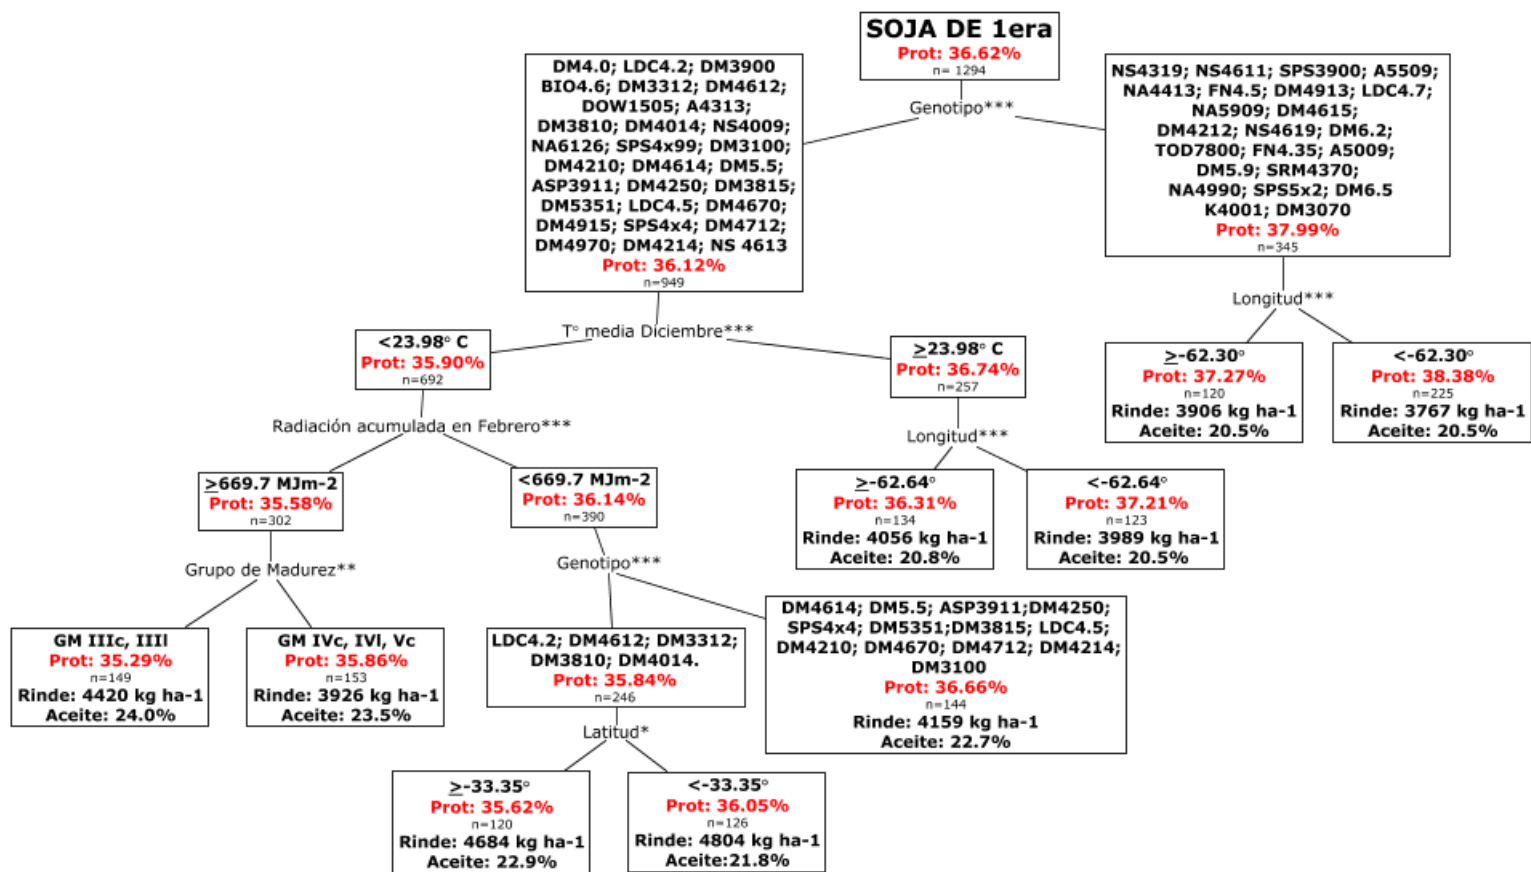 SOJA DE 1era
Prot: 36.62%
n= 1294
Genotipo***
DM4.0; LDC4.2; DM3900
BIO4.6; DM3312; DM4612;
DOW1505; A4313;
DM3810; DM4014; NS4009;
NA6126; SPS4x99; DM3100;
DM4210; DM4614; DM5.5;
ASP3911; DM4250; DM3815;
DM5351; LDC4.5; DM4670;
DM4915; SPS4x4; DM4712;
DM4970; DM4214; NS 4613
Prot: 36.12%
n=949
NS4319; NS4611; SPS3900; A5509;
NA4413; FN4.5; DM4913; LDC4.7;
NA5909; DM4615;
DM4212; NS4619; DM6.2;
TOD7800; FN4.35; A5009;
DM5.9; SRM4370;
NA4990; SPS5x2; DM6.5
K4001; DM3070
Prot: 37.99%
n=345
Longitud***
≥-62.30°
Prot: 37.27%
n=120
Rinde: 3906 kg ha-1
Aceite: 20.5%
<-62.30°
Prot: 38.38%
n=225
Rinde: 3767 kg ha-1
Aceite: 20.5%
T° media Diciembre***
<23.98° C
Prot: 35.90%
n=692
≥23.98° C
Prot: 36.74%
n=257
Longitud***
≥-62.64°
Prot: 36.31%
n=134
Rinde: 4056 kg ha-1
Aceite: 20.8%
<-62.64°
Prot: 37.21%
n=123
Rinde: 3989 kg ha-1
Aceite: 20.5%
Radiación acumulada en Febrero***
≥669.7 MJm-2
Prot: 35.58%
n=302
<669.7 MJm-2
Prot: 36.14%
n=390
Grupo de Madurez**
GM IIIc, IIIl
Prot: 35.29%
n=149
Rinde: 4420 kg ha-1
Aceite: 24.0%
GM IVc, IVl, Vc
Prot: 35.86%
n=153
Rinde: 3926 kg ha-1
Aceite: 23.5%
Genotipo***
LDC4.2; DM4612; DM3312;
DM3810; DM4014.
Prot: 35.84%
n=246
DM4614; DM5.5; ASP3911;DM4250;
SPS4x4; DM5351;DM3815; LDC4.5;
DM4210; DM4670; DM4712; DM4214;
DM3100
Prot: 36.66%
n=144
Rinde: 4159 kg ha-1
Aceite: 22.7%
Latitud*
≥-33.35°
Prot: 35.62%
n=120
Rinde: 4684 kg ha-1
Aceite: 22.9%
<-33.35°
Prot: 36.05%
n=126
Rinde: 4804 kg ha-1
Aceite:21.8%